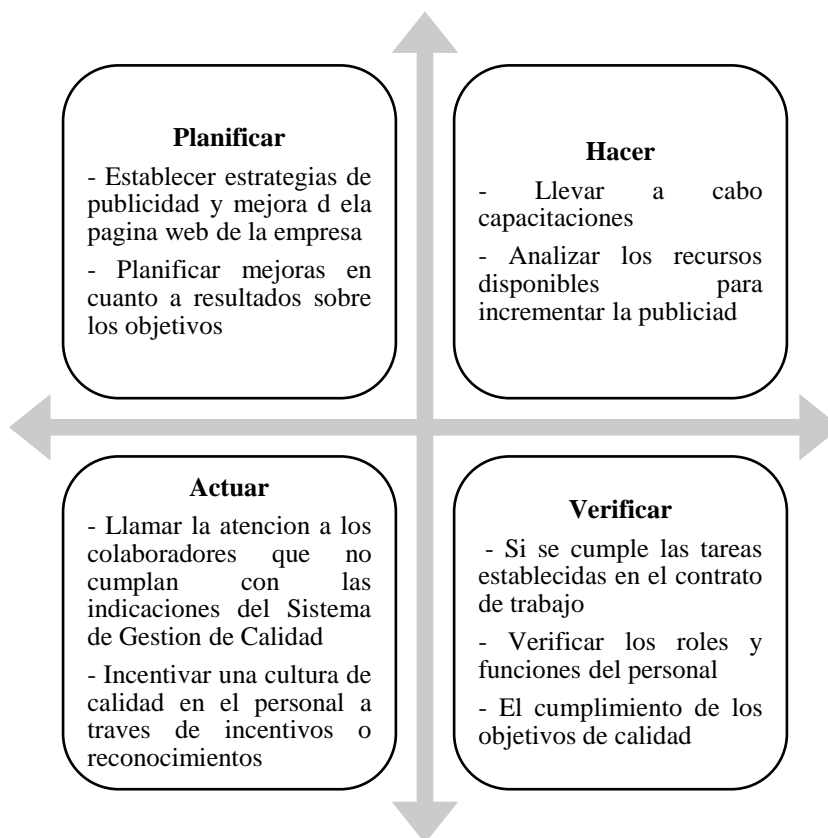 Planificar
- Establecer estrategias de
publicidad y mejora d ela
pagina web de la empresa
- Planificar mejoras en
cuanto a resultados sobre
los objetivos
Hacer
- Llevar a cabo
capacitaciones
- Analizar los recursos
disponibles para
incrementar la publiciad
Actuar
- Llamar la atencion a los
colaboradores que no
cumplan con las
indicaciones del Sistema
de Gestion de Calidad
- Incentivar una cultura de
calidad en el personal a
traves de incentivos o
reconocimientos
Verificar
- Si se cumple las tareas
establecidas en el contrato
de trabajo
- Verificar los roles y
funciones del personal
- El cumplimiento de los
objetivos de calidad